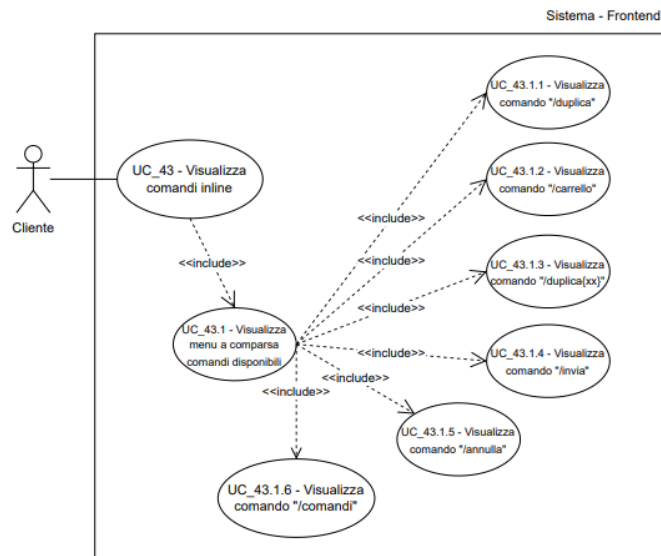 Sistema - Frontend
UC_43.1.1 - Visualizza
comando "/duplica"
UC_43 - Visualizza
comandi inline
Cliente
UC_43.1.2 - Visualizza
comando "/carrello"
<<include>>
<<include>>
<<include>>
UC_43.1.3 - Visualizza
comando "/duplica{xx}"
<<include>>
UC_43.1 - Visualizza
menu a comparsa
comandi disponibili
<<include>>
UC_43.1.4 - Visualizza
comando "/invia"
<<include>>
<<include>>
UC_43.1.5 - Visualizza
comando "/annulla"
UC_43.1.6 - Visualizza
comando "/comandi"